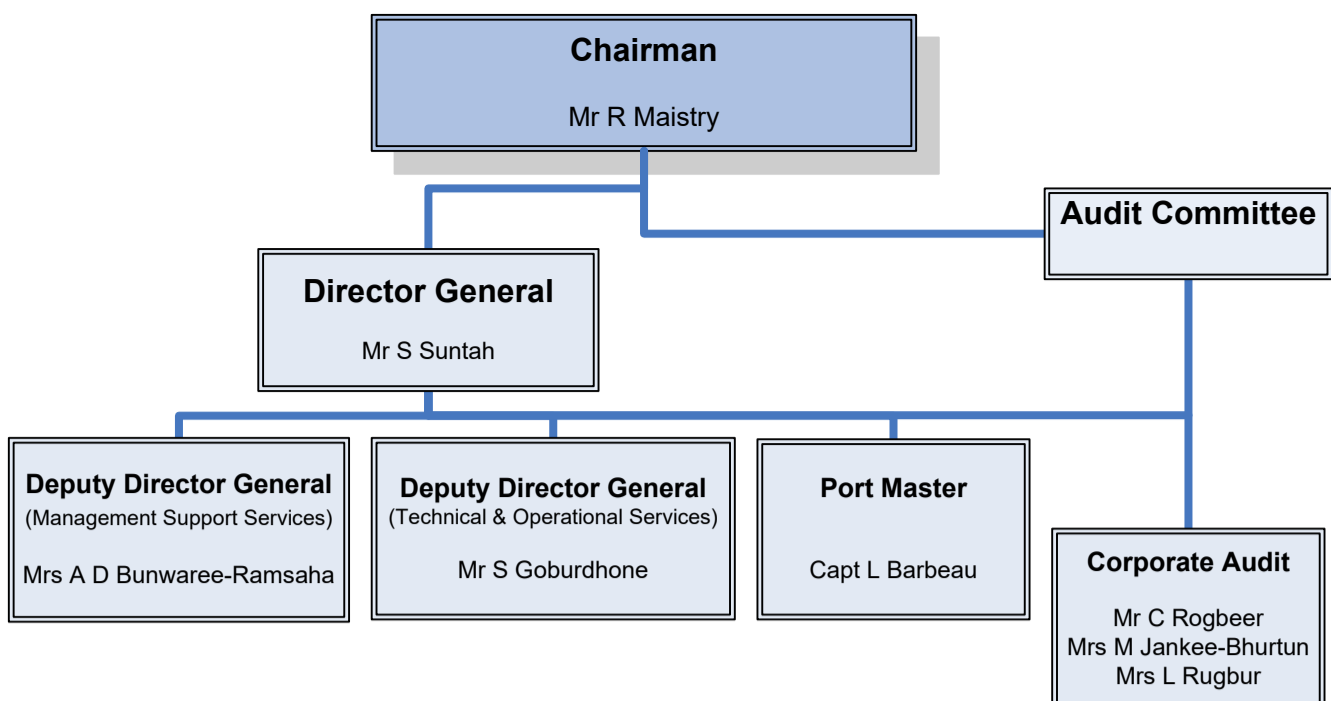 Chairman
Mr R Maistry
Audit Committee
Director General
Mr S Suntah
Deputy Director General
(Management Support Services)
Mrs A D Bunwaree-Ramsaha
Deputy Director General
(Technical & Operational Services)
Mr S Goburdhone
Port Master
Capt L Barbeau
Corporate Audit
Mr C Rogbeer
Mrs M Jankee-Bhurtun
Mrs L Rugbur